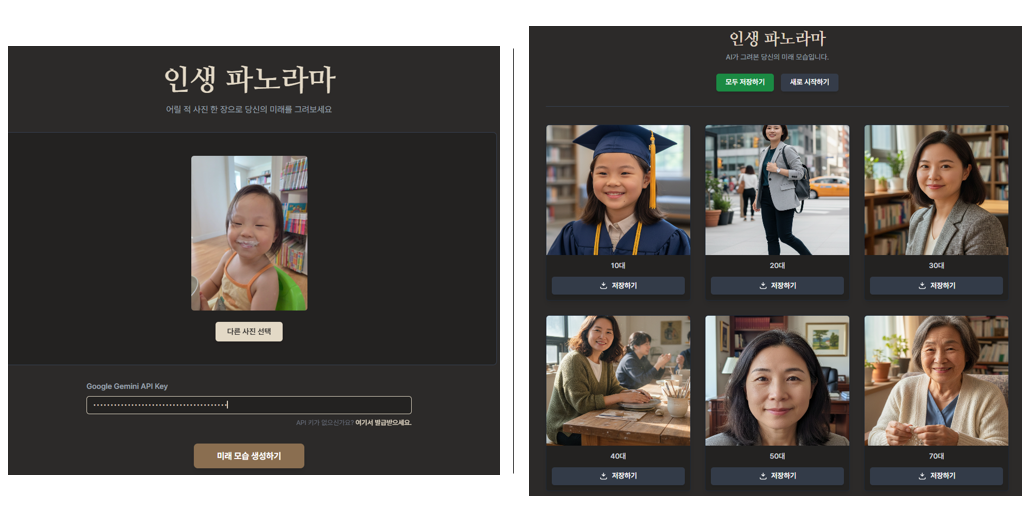 인생 파노라마
어릴 적 사진 한 장으로 당신의 미래를 그려보세요
다른 사진 선택
Google Gemini API Key
API 키가 없으신가요? 여기서 발급받으세요.
미래 모습 생성하기
인생 파노라마
AI가 그려본 당신의 미래 모습입니다.
모두 저장하기 새로 시작하기
10대 20대 30대
저장하기 저장하기 저장하기
40대 50대 70대
저장하기 저장하기 저장하기